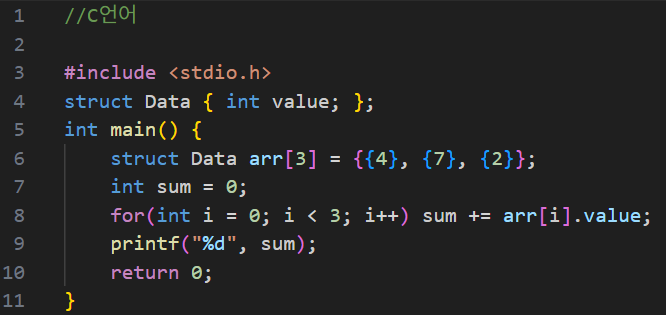 1 //C언어
2
3 #include <stdio.h>
4 struct Data { int value; };
5 int main() {
6     struct Data arr[3] = {{4}, {7}, {2}};
7     int sum = 0;
8     for(int i = 0; i < 3; i++) sum += arr[i].value;
9     printf("%d", sum);
10     return 0;
11 }